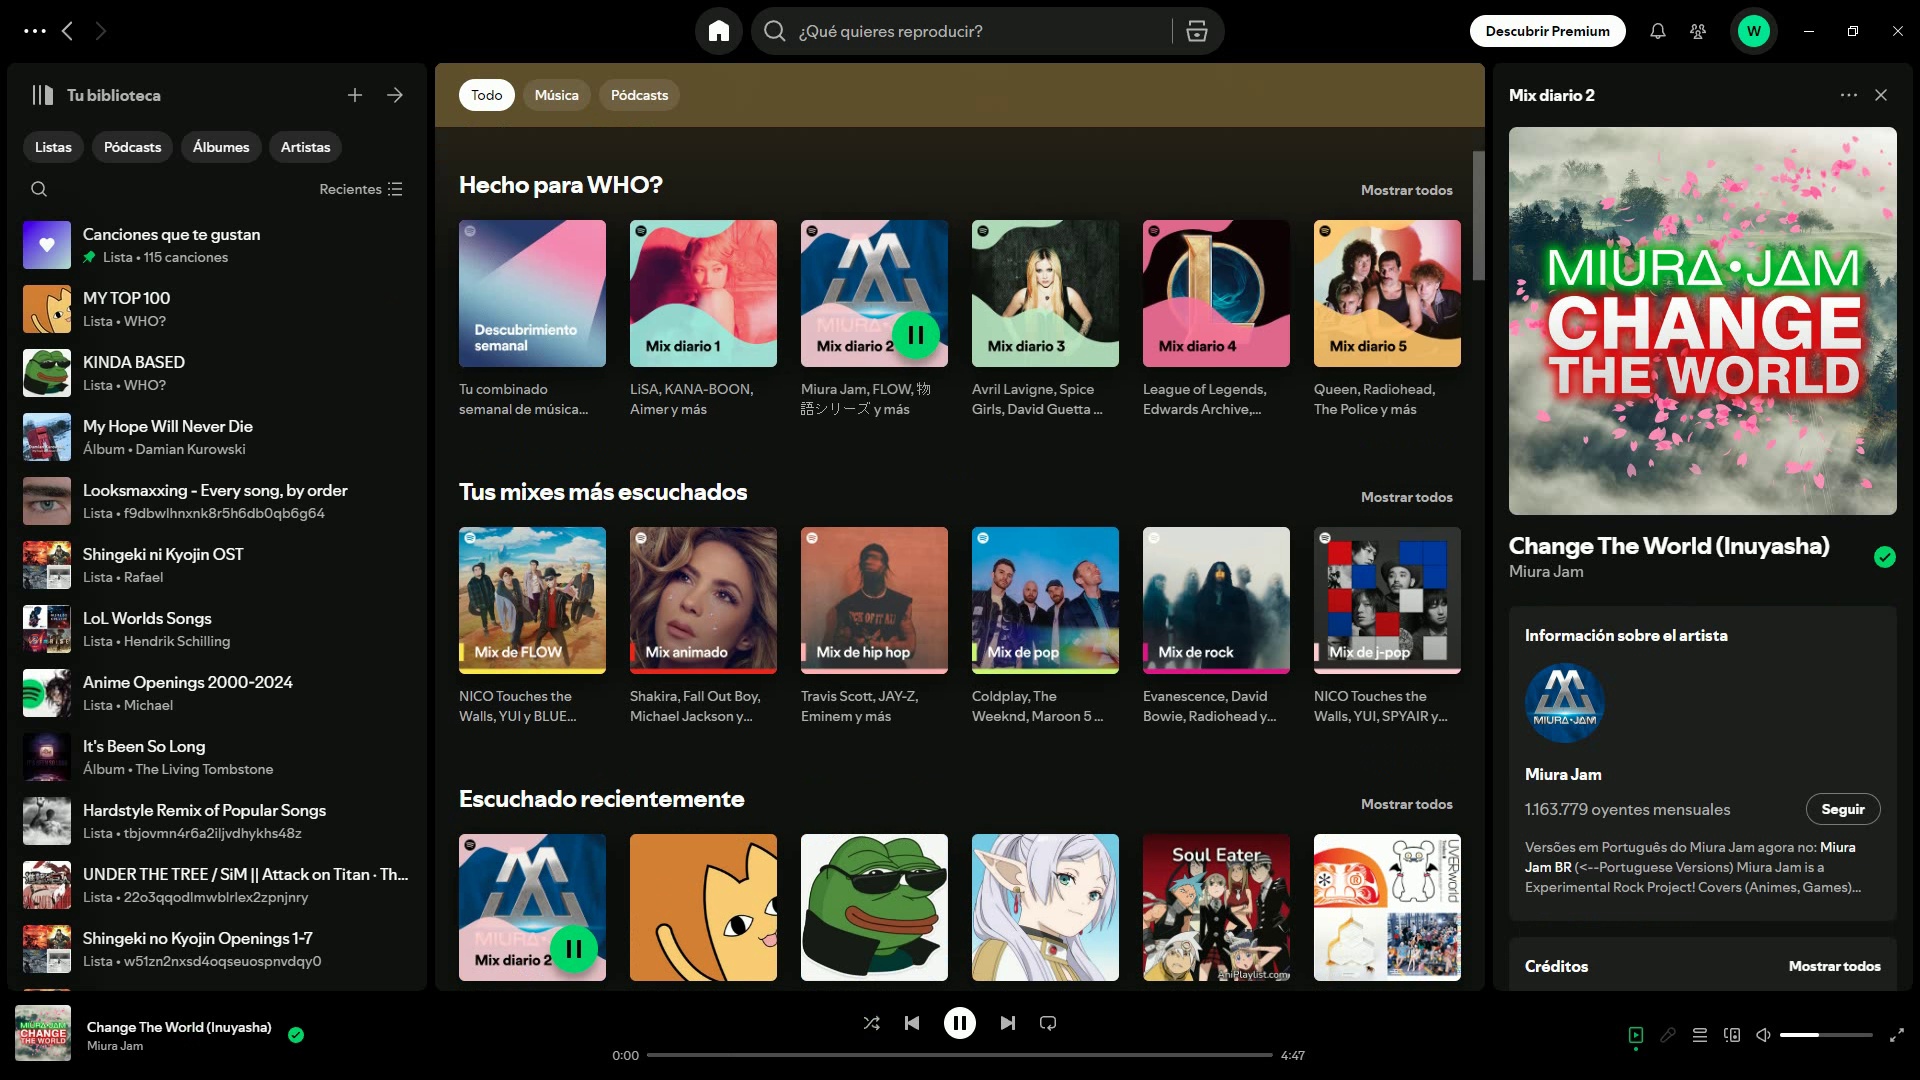 ¿Qué quieres reproducir?
Descubrir Premium
W
Tu biblioteca
Listas
Pódcasts
Álbumes
Artistas
Recientes
Canciones que te gustan
Lista • 115 canciones
MY TOP 100
Lista • WHO?
KINDA BASED
Lista • WHO?
My Hope Will Never Die
Álbum • Damian Kurowski
Looksmaxxing - Every song, by order
Lista • f9dbwlhnxnk8r5h6db0qb6g64
Shingeki ni Kyojin OST
Lista • Rafael
LoL Worlds Songs
Lista • Hendrik Schilling
Anime Openings 2000-2024
Lista • Michael
It's Been So Long
Álbum • The Living Tombstone
Hardstyle Remix of Popular Songs
Lista • tbjovmn4r6a2iljvdhykhs48z
UNDER THE TREE / SiM || Attack on Titan · Th...
Lista • 22o3qqodlmwblrlex2zpnjnry
Shingeki no Kyojin Openings 1-7
Lista • w51zn2nxsd4oqseuospnvdqy0
Todo
Música
Pódcasts
Hecho para WHO?
Mostrar todos
Descubrimiento
semanal
Mix diario 1
MIURA
Mix diario 2
Mix diario 3
Mix diario 4
Mix diario 5
Tu combinado
semanal de música...
LiSA, KANA-BOON,
Aimer y más
Miura Jam, FLOW, 物
語シリーズ y más
Avril Lavigne, Spice
Girls, David Guetta ...
League of Legends,
Edwards Archive,...
Queen, Radiohead,
The Police y más
Tus mixes más escuchados
Mostrar todos
Mix de FLOW
Mix animado
Mix de hip hop
Mix de pop
Mix de rock
Mix de j-pop
NICO Touches the
Walls, YUI y BLUE...
Shakira, Fall Out Boy,
Michael Jackson y...
Travis Scott, JAY-Z,
Eminem y más
Coldplay, The
Weeknd, Maroon 5 ...
Evanescence, David
Bowie, Radiohead y...
NICO Touches the
Walls, YUI, SPYAIR y...
Escuchado recientemente
Mostrar todos
Mix diario 2
Soul Eater
AniPlaylist.com
UVERworld
Mix diario 2
MIURA•JAM
CHANGE
THE WORLD
Change The World (Inuyasha)
Miura Jam
Información sobre el artista
MIURA•JAM
Miura Jam
1.163.779 oyentes mensuales
Seguir
Versões em Português do Miura Jam agora no: Miura
Jam BR (<--Portuguese Versions) Miura Jam is a
Experimental Rock Project! Covers (Animes, Games)...
Créditos
Mostrar todos
MIURA•JAM
CHANGE
THE WORLD
Change The World (Inuyasha)
Miura Jam
0:00
4:47